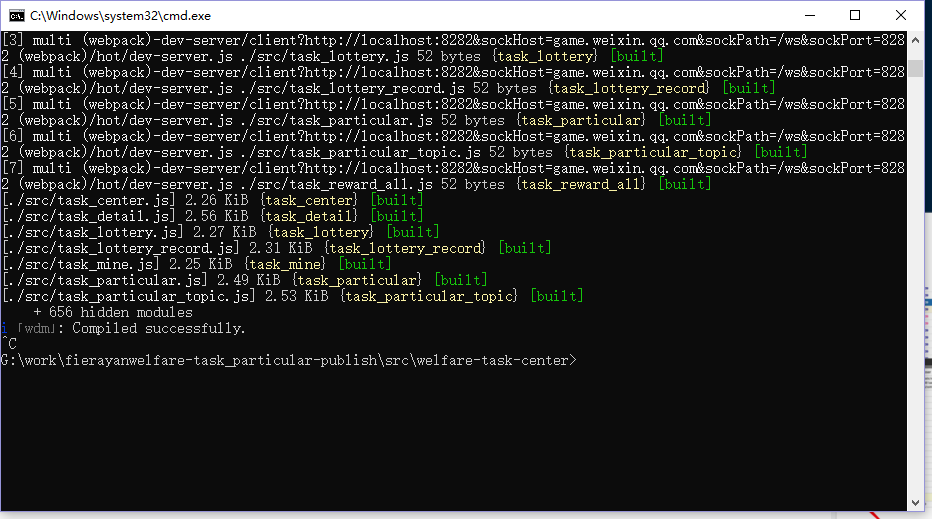 C:\Windows\system32\cmd.exe
[3] multi (webpack)-dev-server/client?http://localhost:8282&sockHost=game.weixin.qq.com&sockPath=/ws&sockPort=828
2 (webpack)/hot/dev-server.js ./src/task_lottery.js 52 bytes {task_lottery} [built]
[4] multi (webpack)-dev-server/client?http://localhost:8282&sockHost=game.weixin.qq.com&sockPath=/ws&sockPort=828
2 (webpack)/hot/dev-server.js ./src/task_lottery_record.js 52 bytes {task_lottery_record} [built]
[5] multi (webpack)-dev-server/client?http://localhost:8282&sockHost=game.weixin.qq.com&sockPath=/ws&sockPort=828
2 (webpack)/hot/dev-server.js ./src/task_particular.js 52 bytes {task_particular} [built]
[6] multi (webpack)-dev-server/client?http://localhost:8282&sockHost=game.weixin.qq.com&sockPath=/ws&sockPort=828
2 (webpack)/hot/dev-server.js ./src/task_particular_topic.js 52 bytes {task_particular_topic} [built]
[7] multi (webpack)-dev-server/client?http://localhost:8282&sockHost=game.weixin.qq.com&sockPath=/ws&sockPort=828
2 (webpack)/hot/dev-server.js ./src/task_reward_all.js 52 bytes {task_reward_all} [built]
[./src/task_center.js] 2.26 KiB {task_center} [built]
[./src/task_detail.js] 2.56 KiB {task_detail} [built]
[./src/task_lottery.js] 2.27 KiB {task_lottery} [built]
[./src/task_lottery_record.js] 2.31 KiB {task_lottery_record} [built]
[./src/task_mine.js] 2.25 KiB {task_mine} [built]
[./src/task_particular.js] 2.49 KiB {task_particular} [built]
[./src/task_particular_topic.js] 2.53 KiB {task_particular_topic} [built]
+ 656 hidden modules
i ｢wdm｣: Compiled successfully.
^C
G:\work\fierayanwelfare-task_particular-publish\src\welfare-task-center>